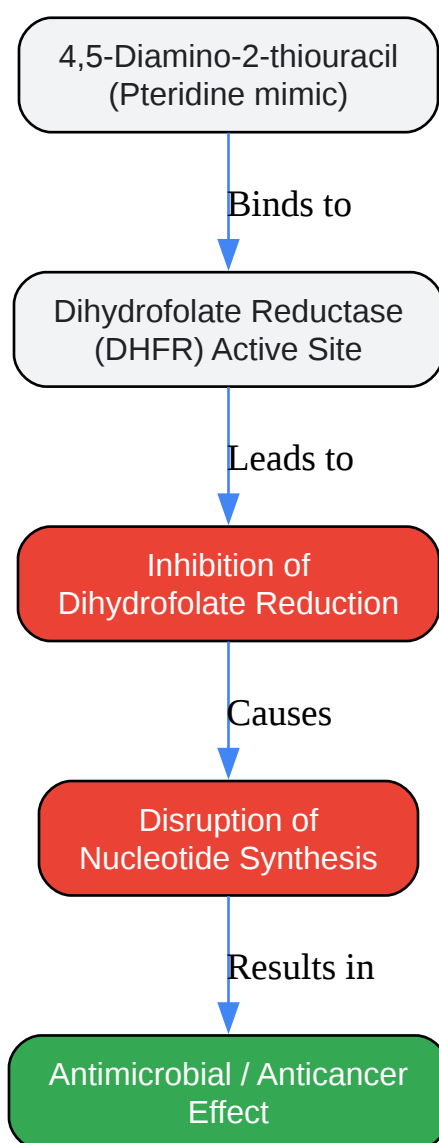 4,5-Diamino-2-thiouracil
(Pteridine mimic)
Binds to
Dihydrofolate Reductase
(DHFR) Active Site
Leads to
Inhibition of
Dihydrofolate Reduction
Causes
Disruption of
Nucleotide Synthesis
Results in
Antimicrobial / Anticancer
Effect